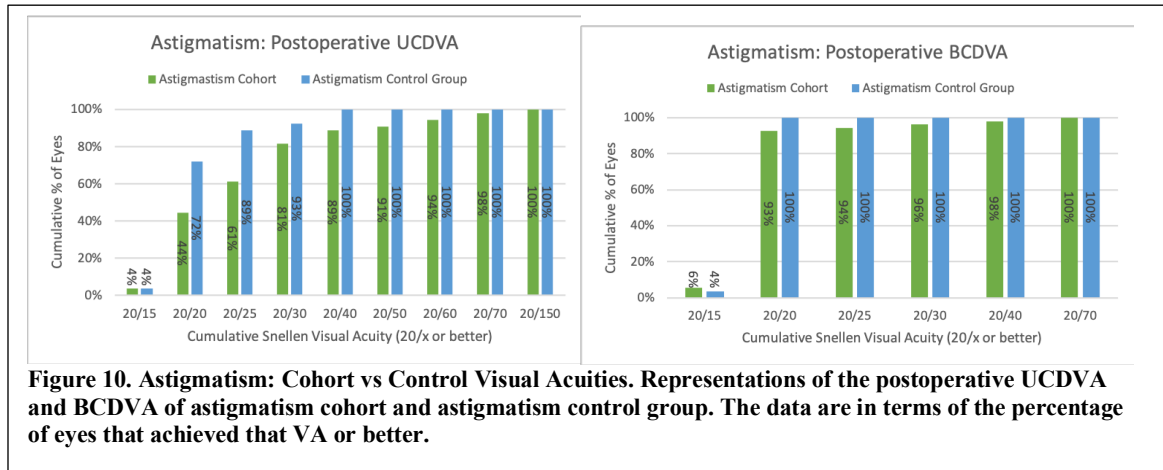 Astigmatism: Postoperative UCDVA
Astigmastism Cohort Astigmatism Control Group
Cumulative % of Eyes
100%
80%
60%
40%
20%
0%
4% 4% 44% 72% 61% 89% 81% 93% 89% 100% 91% 100% 94% 100% 98% 100% 100% 100%
20/15 20/20 20/25 20/30 20/40 20/50 20/60 20/70 20/150
Cumulative Snellen Visual Acuity (20/x or better)
Astigmatism: Postoperative BCDVA
Astigmatism Cohort Astigmatism Control Group
Cumulative % of Eyes
100%
80%
60%
40%
20%
0%
6% 4% 93% 100% 94% 100% 96% 100% 98% 100% 100% 100%
20/15 20/20 20/25 20/30 20/40 20/70
Cumulative Snellen Visual Acuity (20/x or better)
Figure 10. Astigmatism: Cohort vs Control Visual Acuities. Representations of the postoperative UCDVA
and BCDVA of astigmatism cohort and astigmatism control group. The data are in terms of the percentage
of eyes that achieved that VA or better.